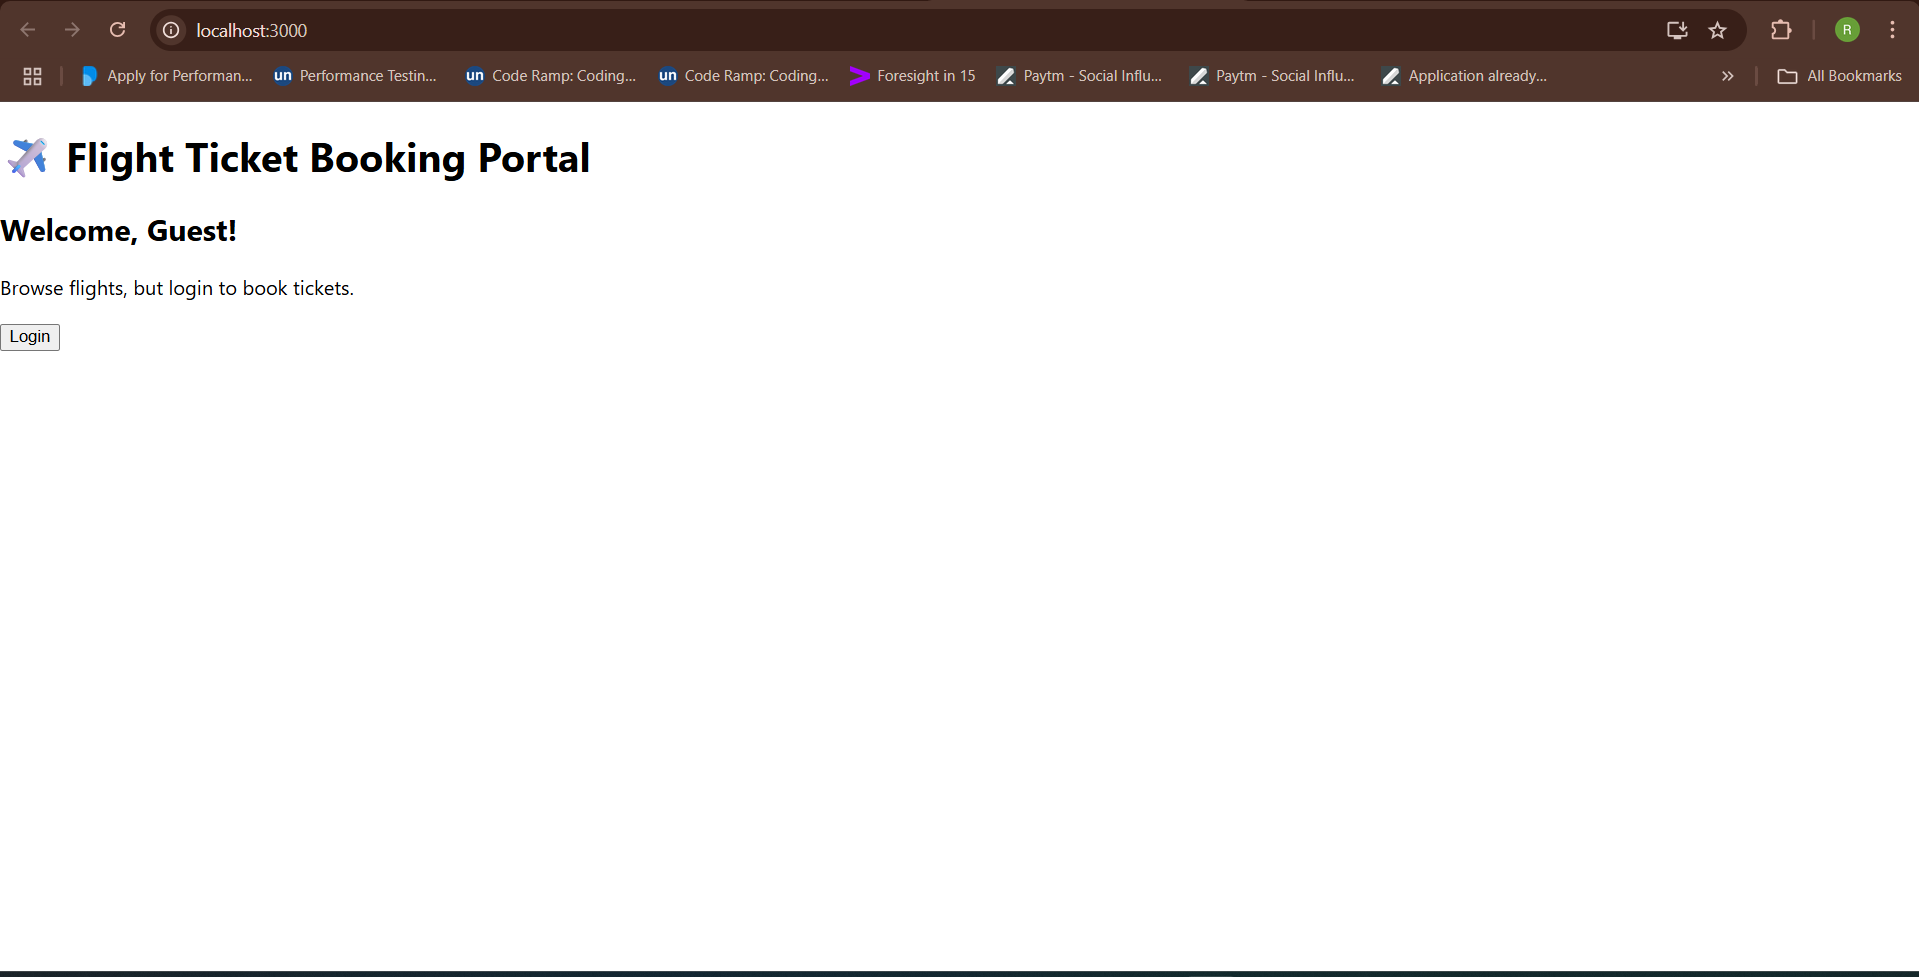 localhost:3000
R
Apply for Performan...
un Performance Testin...
un Code Ramp: Coding...
un Code Ramp: Coding...
Foresight in 15
Paytm - Social Influ...
Paytm - Social Influ...
Application already...
All Bookmarks
Flight Ticket Booking Portal
Welcome, Guest!
Browse flights, but login to book tickets.
Login